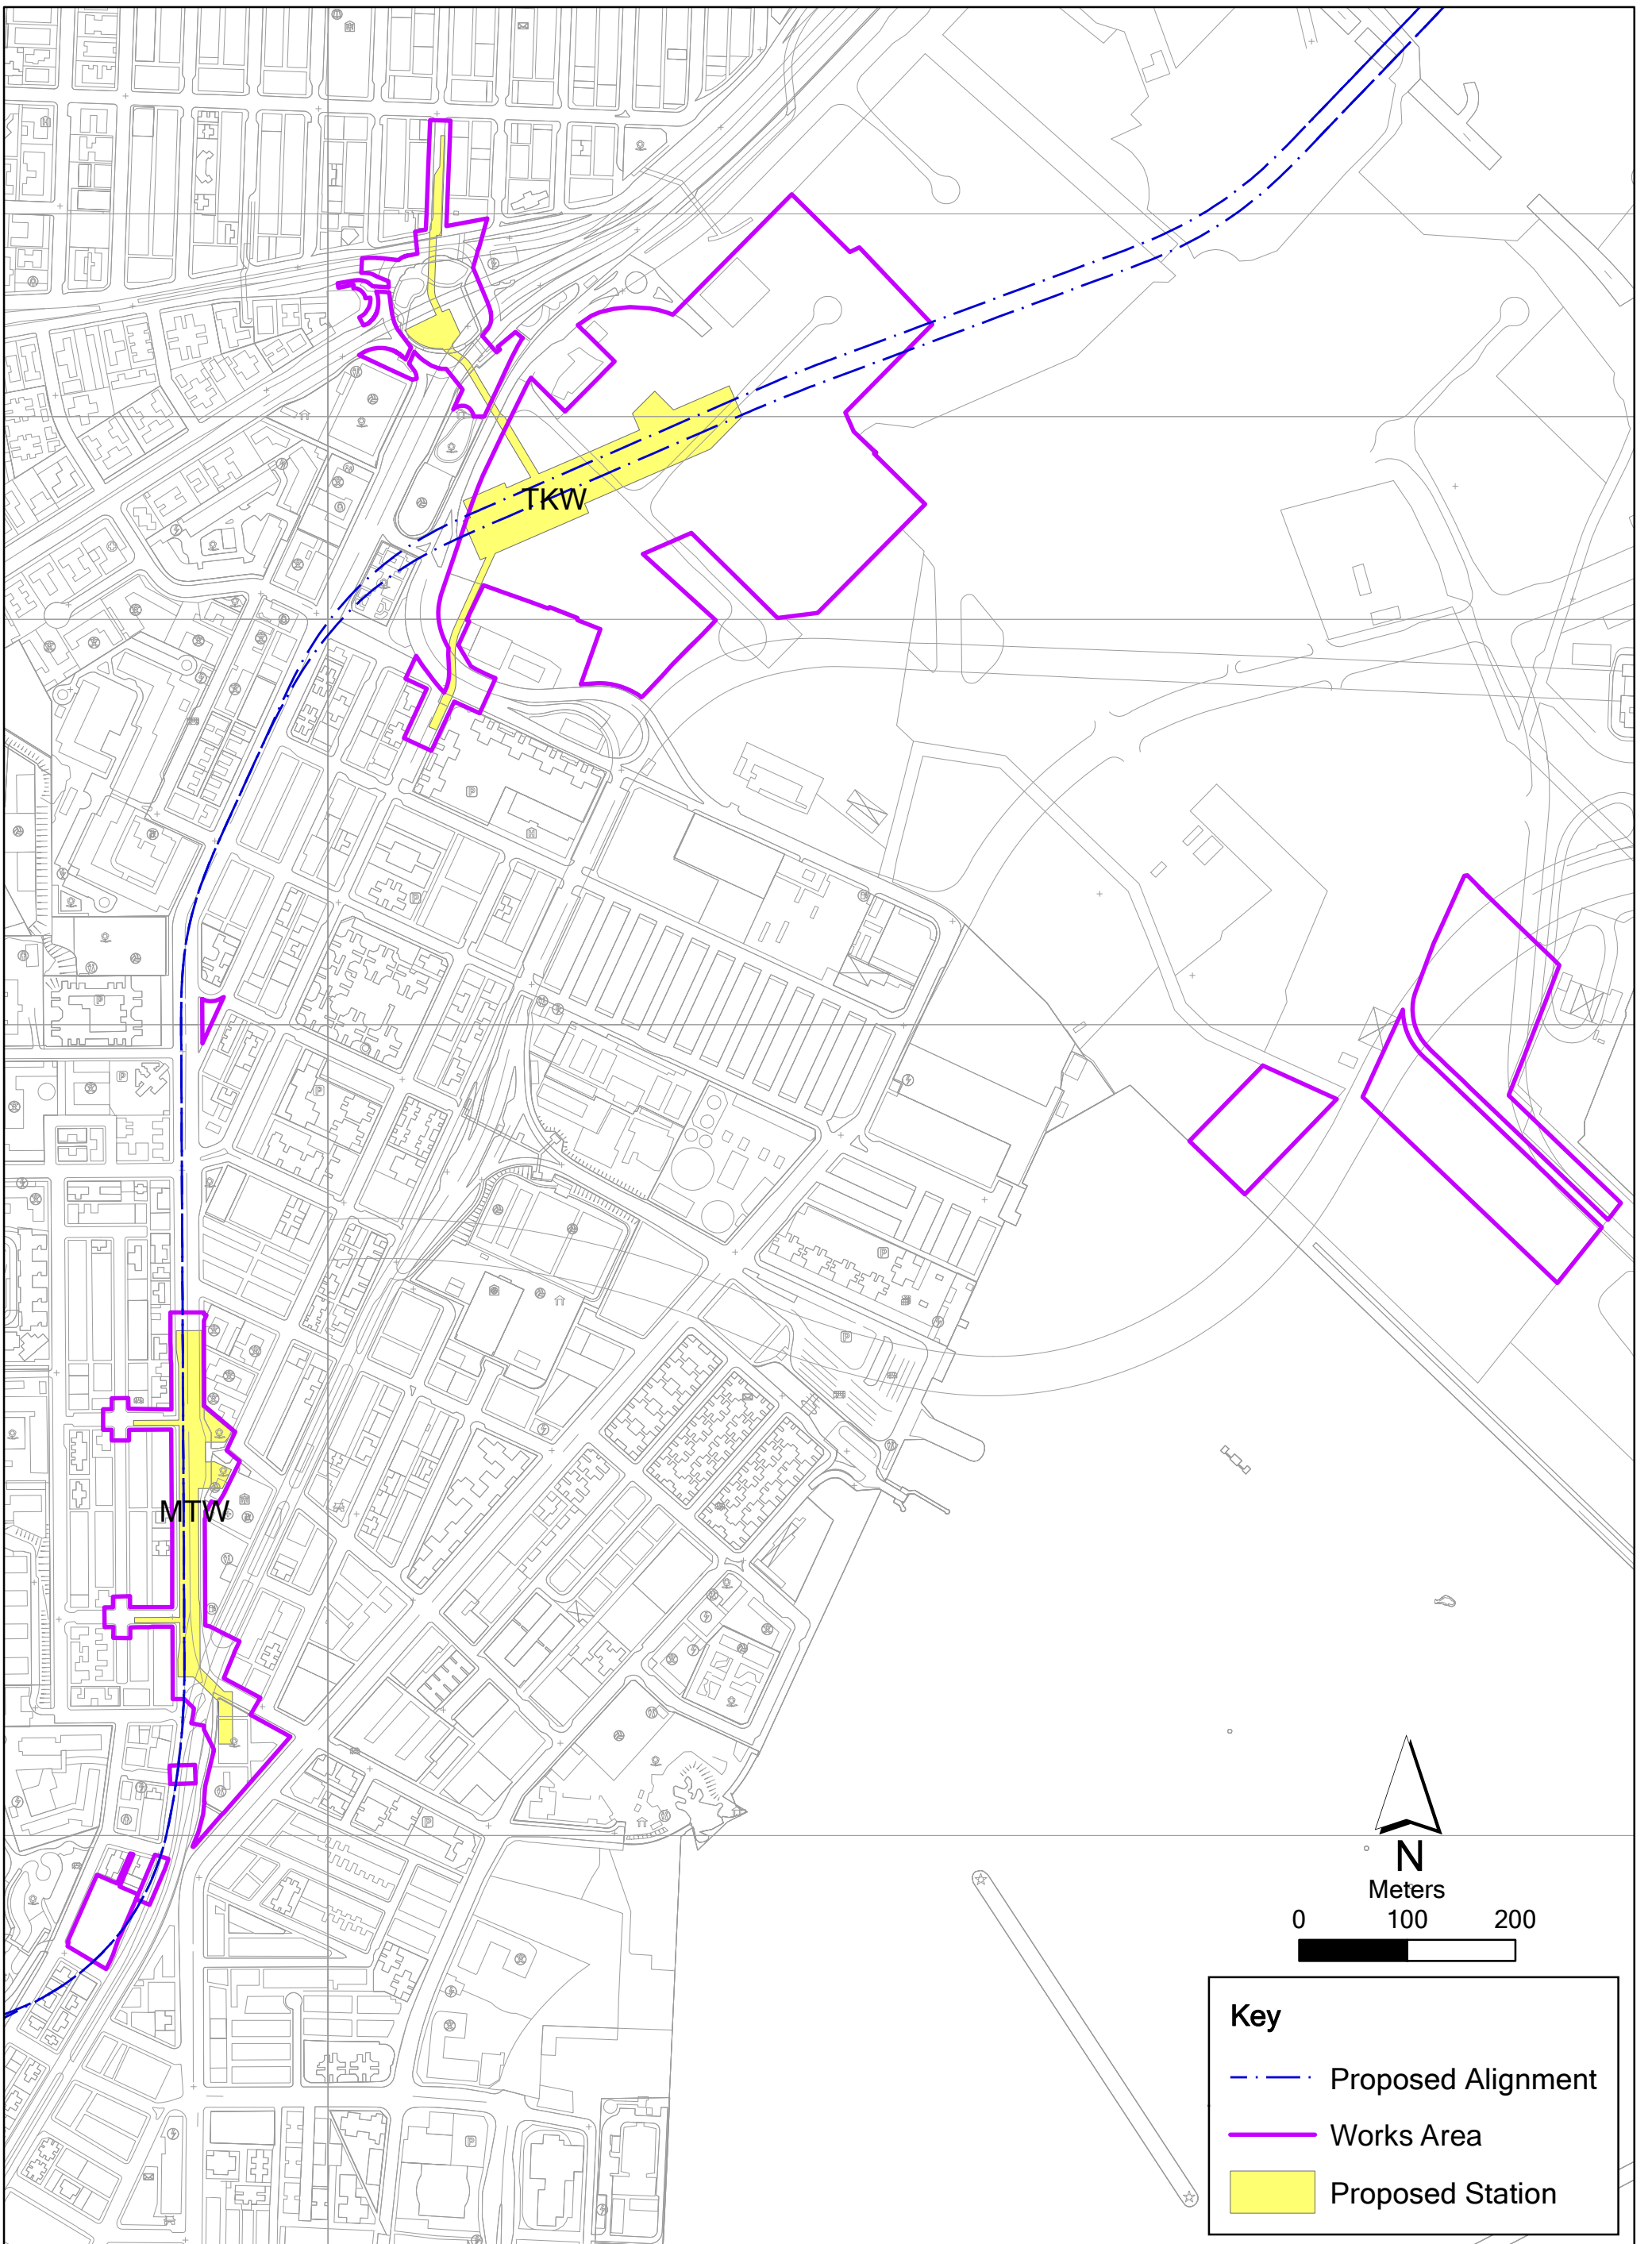 TKW
MTW
N
Meters
0 100 200
Key
Proposed Alignment
Works Area
Proposed Station